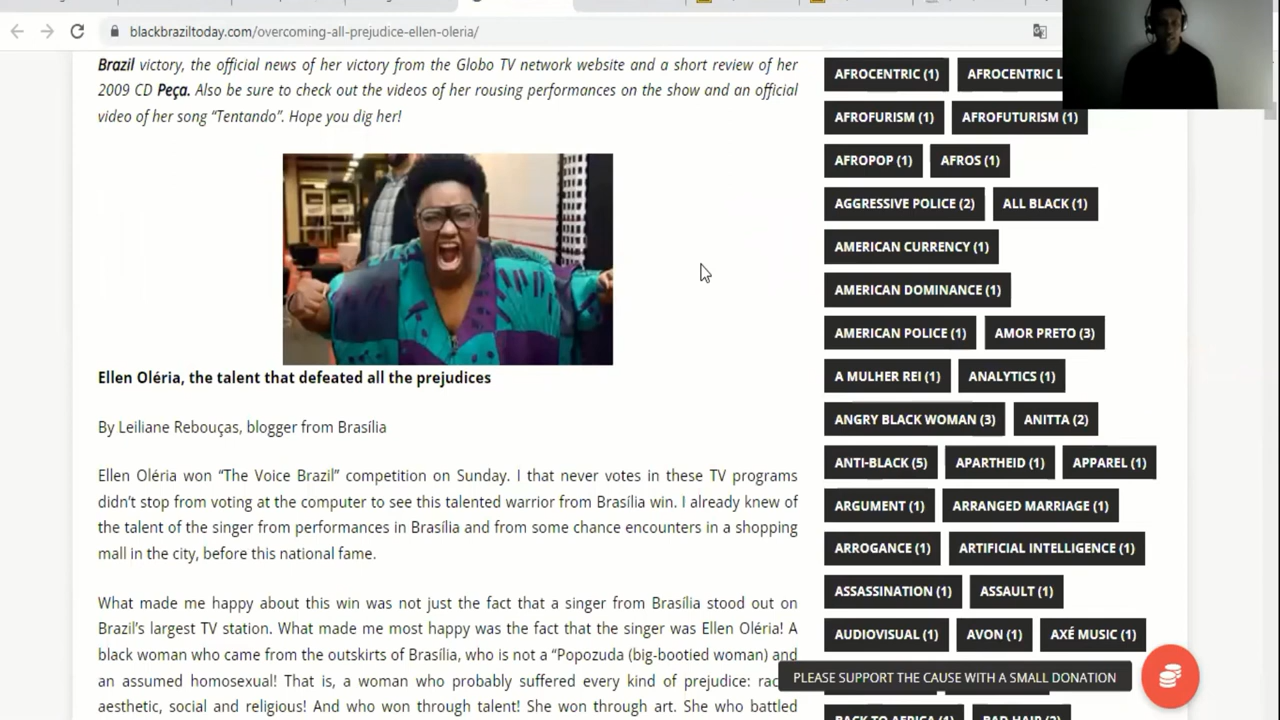 blackbraziltoday.com/overcoming-all-prejudice-ellen-oleria/
Brazil victory, the official news of her victory from the Globo TV network website and a short review of her
2009 CD Peça. Also be sure to check out the videos of her rousing performances on the show and an official
video of her song “Tentando”. Hope you dig her!
Ellen Oléria, the talent that defeated all the prejudices
By Leiliane Rebouças, blogger from Brasília
Ellen Oléria won “The Voice Brazil” competition on Sunday. I that never votes in these TV programs
didn’t stop from voting at the computer to see this talented warrior from Brasília win. I already knew of
the talent of the singer from performances in Brasília and from some chance encounters in a shopping
mall in the city, before this national fame.
What made me happy about this win was not just the fact that a singer from Brasília stood out on
Brazil’s largest TV station. What made me most happy was the fact that the singer was Ellen Oléria! A
black woman who came from the outskirts of Brasília, who is not a “Popozuda (big-bootied woman) and
an assumed homosexual! That is, a woman who probably suffered every kind of prejudice:
aesthetic, social and religious! And who won through talent! She won through art. She who battled
AFROCENTRIC (1) AFROCENTRIC
AFROFURISM (1) AFROFUTURISM (1)
AFROPOP (1) AFROS (1)
AGGRESSIVE POLICE (2) ALL BLACK (1)
AMERICAN CURRENCY (1)
AMERICAN DOMINANCE (1)
AMERICAN POLICE (1) AMOR PRETO (3)
A MULHER REI (1) ANALYTICS (1)
ANGRY BLACK WOMAN (3) ANITTA (2)
ANTI-BLACK (5) APARTHEID (1) APPAREL (1)
ARGUMENT (1) ARRANGED MARRIAGE (1)
ARROGANCE (1) ARTIFICIAL INTELLIGENCE (1)
ASSASSINATION (1) ASSAULT (1)
AUDIOVISUAL (1) AVON (1) AXÉ MUSIC (1)
PLEASE SUPPORT THE CAUSE WITH A SMALL DONATION
BACK TO AFRICA (1) BAD HAIR (2)